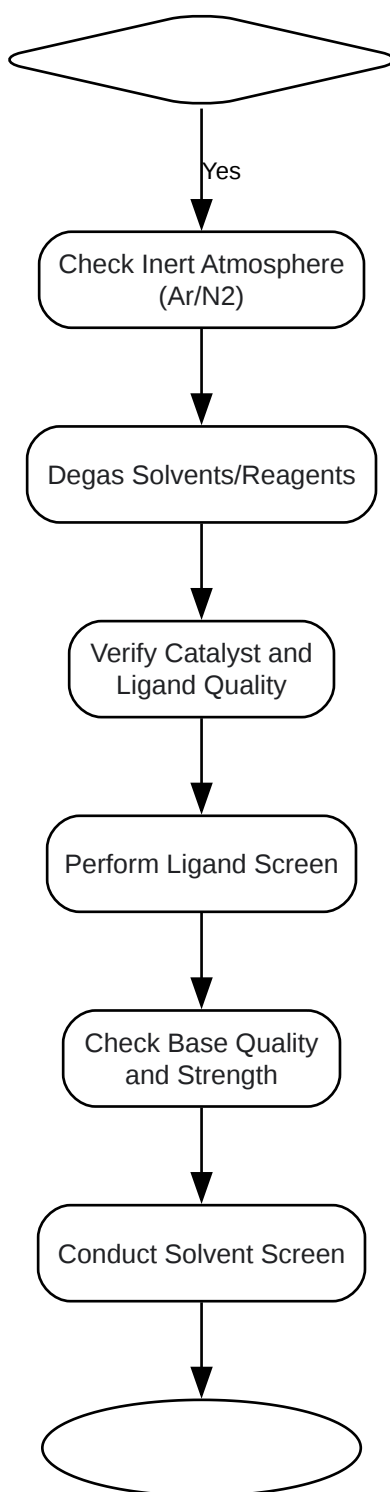 Yes
Check Inert Atmosphere
(Ar/N2)
Degas Solvents/Reagents
Verify Catalyst and
Ligand Quality
Perform Ligand Screen
Check Base Quality
and Strength
Conduct Solvent Screen